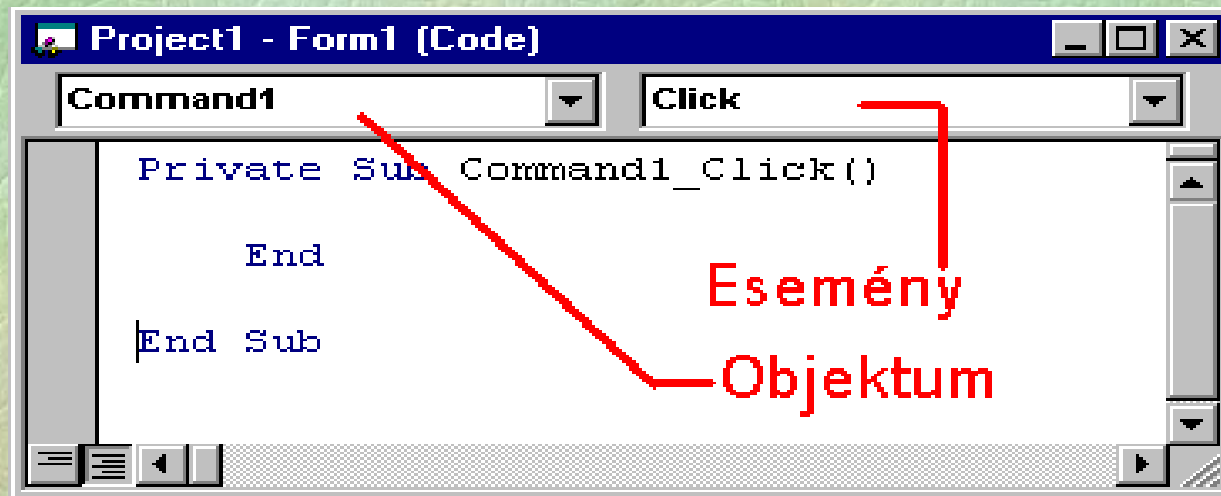 Project1 - Form1 (Code)
Command1 Click
Private Sub Command1_Click()
End
End Sub
Esemény
Objektum